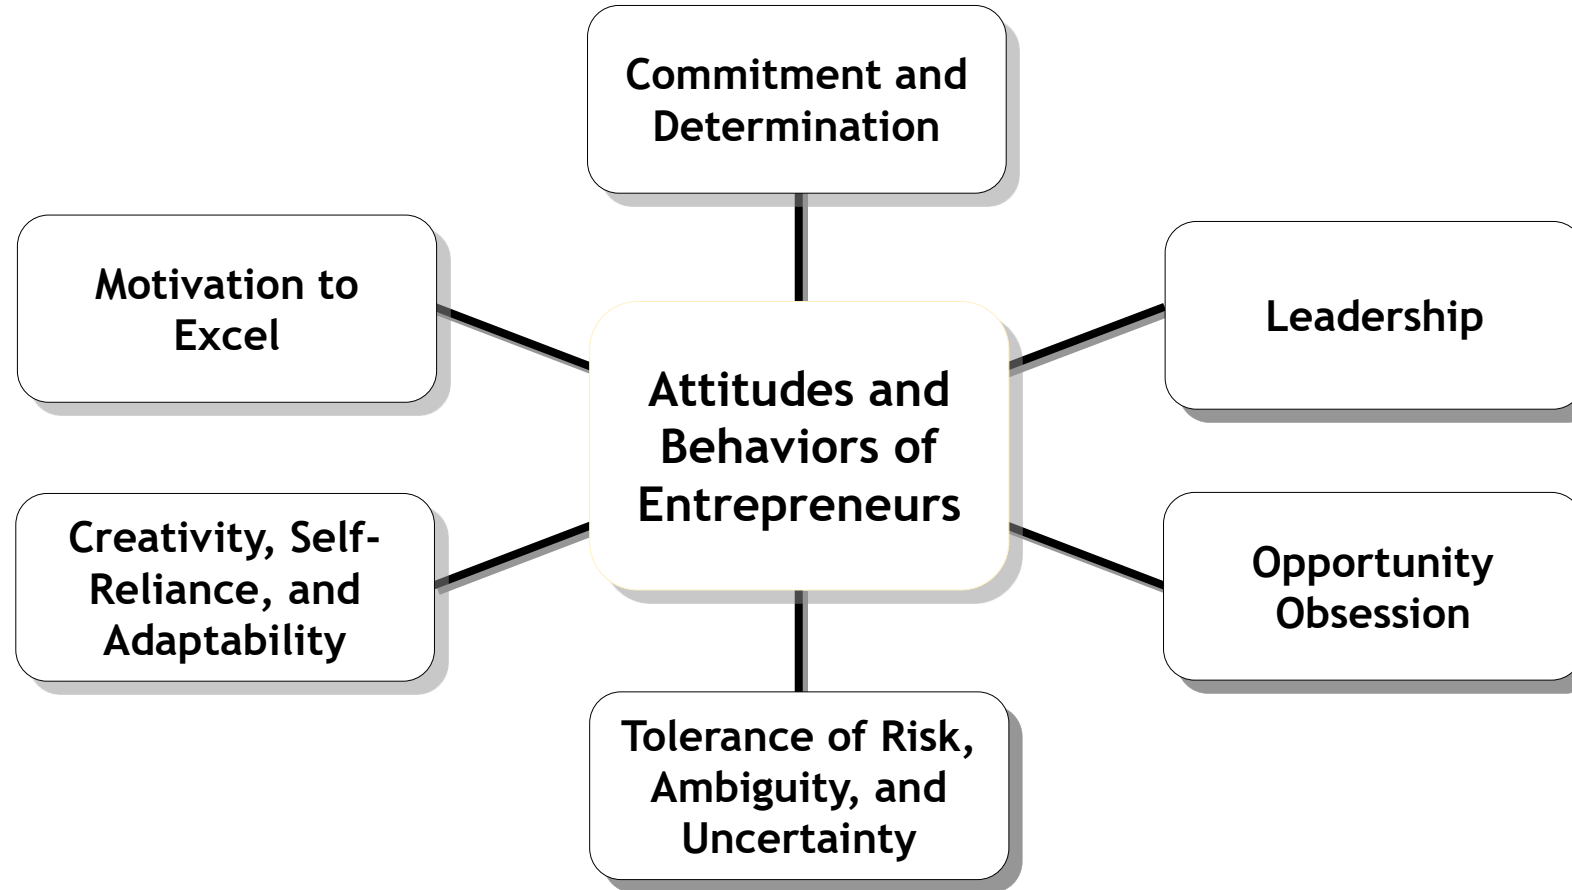 Commitment and
Determination
Motivation to
Excel
Leadership
Attitudes and
Behaviors of
Entrepreneurs
Creativity, Self-
Reliance, and
Adaptability
Opportunity
Obsession
Tolerance of Risk,
Ambiguity, and
Uncertainty